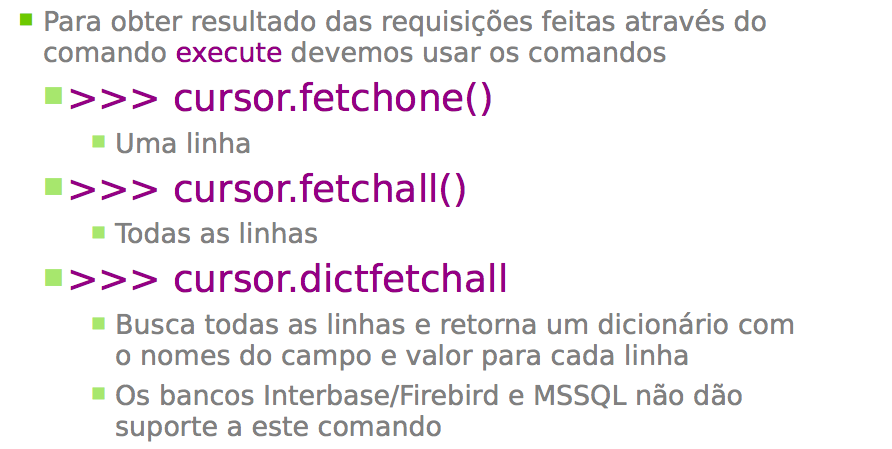 Para obter resultado das requisições feitas através do
comando execute devemos usar os comandos
>>> cursor.fetchone()
Uma linha
>>> cursor.fetchall()
Todas as linhas
>>> cursor.dictfetchall
Busca todas as linhas e retorna um dicionário com
o nomes do campo e valor para cada linha
Os bancos Interbase/Firebird e MSSQL não dão
suporte a este comando